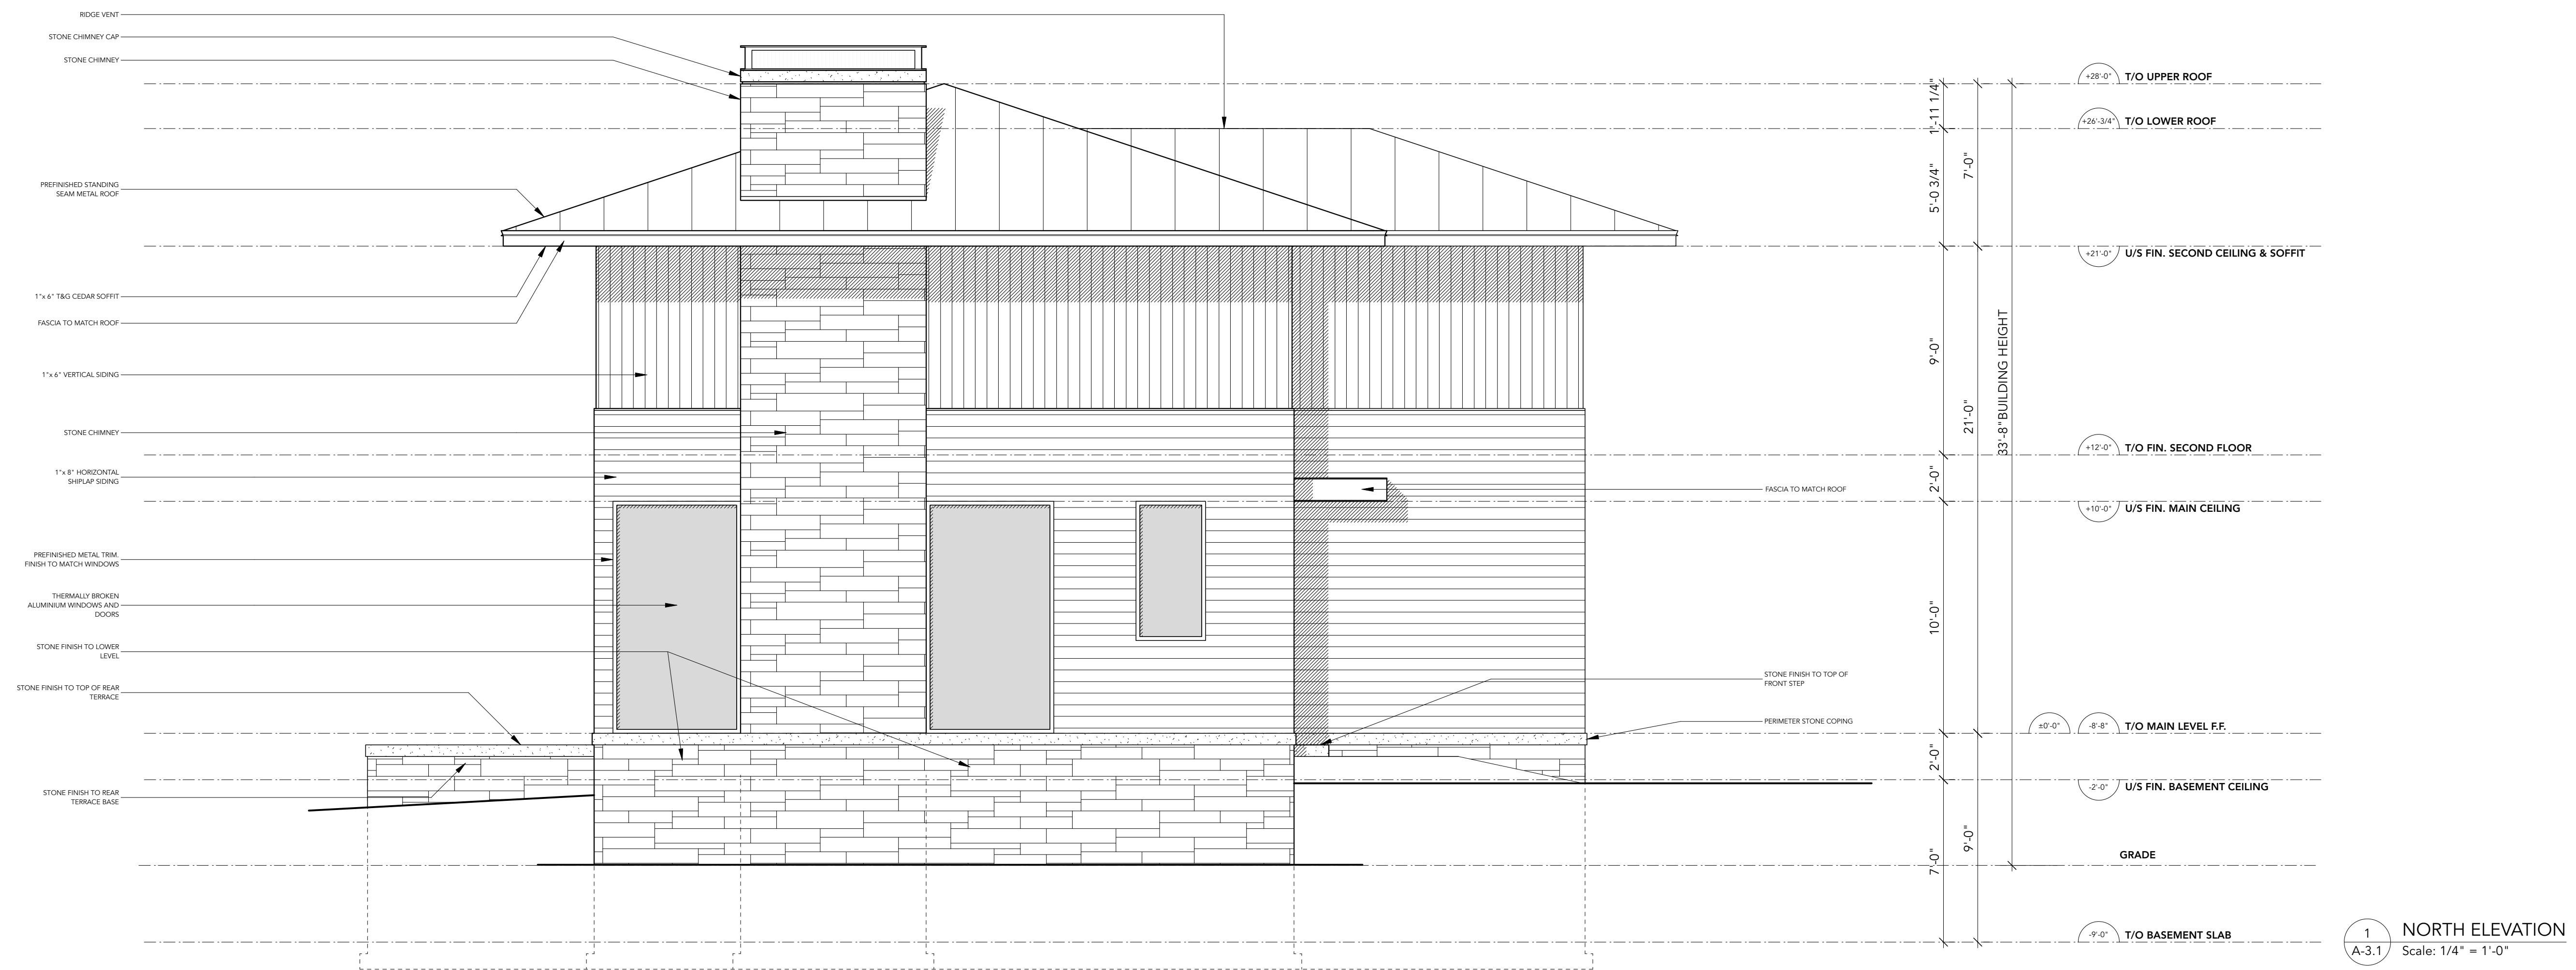 RIDGE VENT
STONE CHIMNEY CAP
STONE CHIMNEY
PREFINISHED STANDING
SEAM METAL ROOF
1"x 6" T&G CEDAR SOFFIT
FASCIA TO MATCH ROOF
1"x 6" VERTICAL SIDING
STONE CHIMNEY
1"x 8" HORIZONTAL
SHIPLAP SIDING
PREFINISHED METAL TRIM.
FINISH TO MATCH WINDOWS
THERMALLY BROKEN
ALUMINIUM WINDOWS AND
DOORS
STONE FINISH TO LOWER
LEVEL
STONE FINISH TO TOP OF REAR
TERRACE
STONE FINISH TO REAR
TERRACE BASE
FASCIA TO MATCH ROOF
STONE FINISH TO TOP OF
FRONT STEP
PERIMETER STONE COPING
1'-11 1/4"
5'-0 3/4"
9'-0"
2'-0"
10'-0"
2'-0"
7'-0"
7'-0"
21'-0"
9'-0"
33'-8"BUILDING HEIGHT
+28'-0" T/O UPPER ROOF
+26'-3/4" T/O LOWER ROOF
+21'-0" U/S FIN. SECOND CEILING & SOFFIT
+12'-0" T/O FIN. SECOND FLOOR
+10'-0" U/S FIN. MAIN CEILING
±0'-0" -8'-8" T/O MAIN LEVEL F.F.
-2'-0" U/S FIN. BASEMENT CEILING
GRADE
-9'-0" T/O BASEMENT SLAB
1
A-3.1
NORTH ELEVATION
Scale: 1/4" = 1'-0"